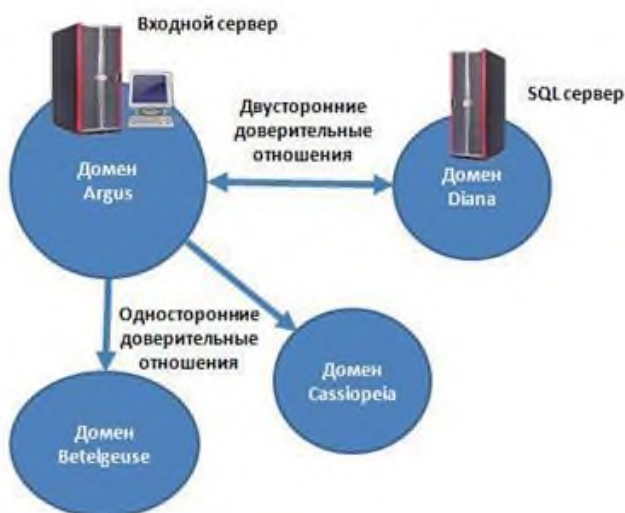 Входной сервер
SQL сервер
Двусторонние
доверительные
отношения
Домен
Argus
Домен
Diana
Односторонние
доверительные
отношения
Домен
Cassiopeia
Домен
Betelgeuse